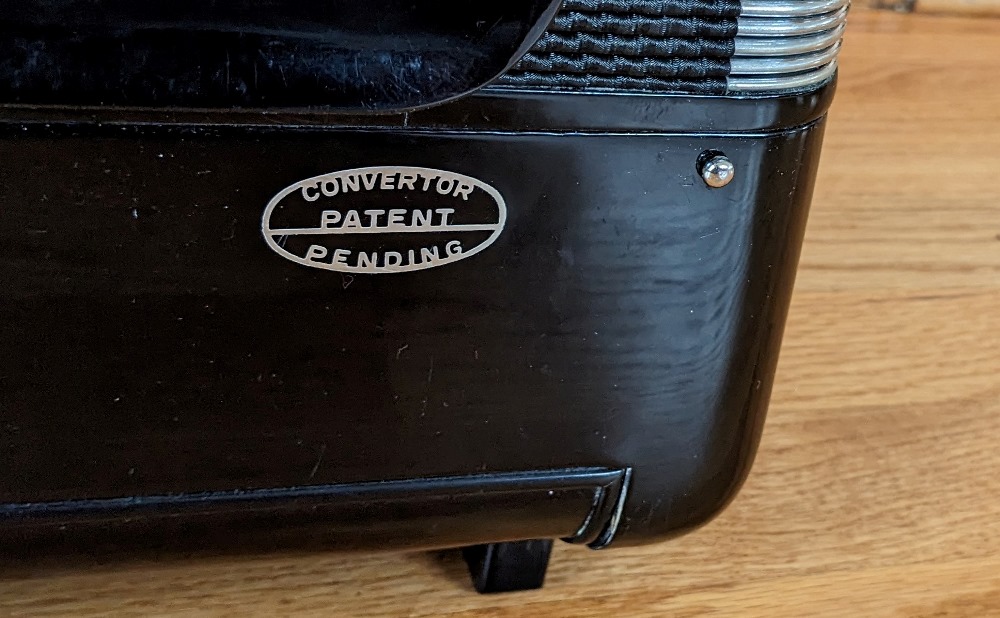 CONVERTOR
PATENT
PENDING